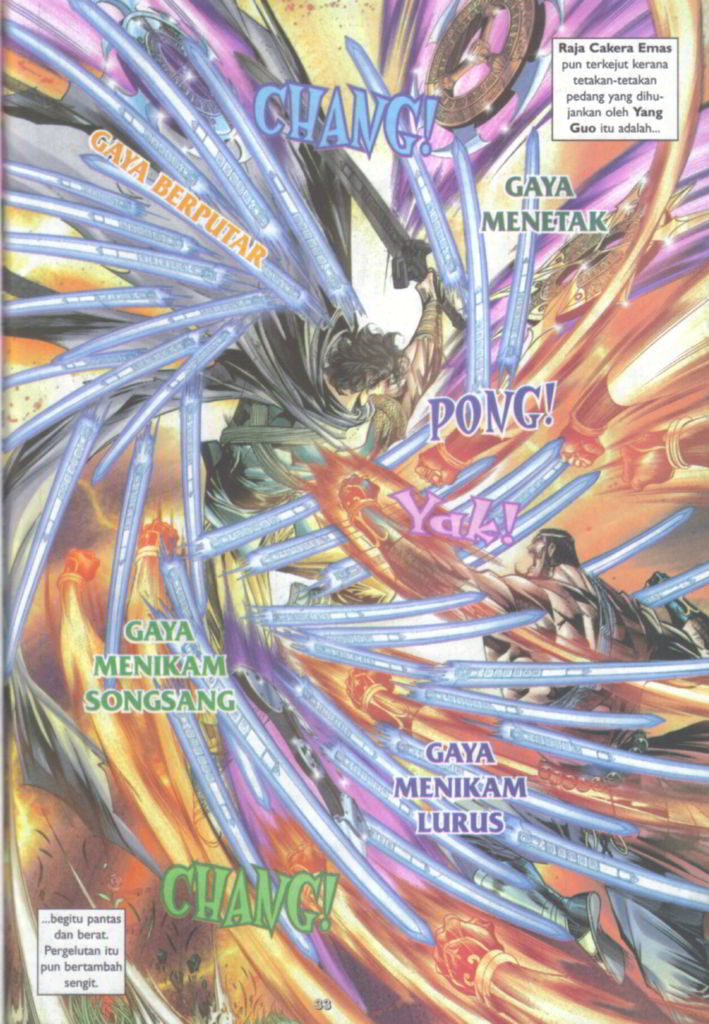 Raja Cakera Emas
pun terkejut kerana
tetakan-tetakan
pedang yang dihu-
jankan oleh Yang
Guo itu adalah...
CHANG!
GAYA BERPUTAR
GAYA
MENETAK
PONG!
Yak!
GAYA
MENIKAM
SONGSANG
GAYA
MENIKAM
LURUS
CHANG!
...begitu pantas
dan berat.
Pergelutan itu
pun bertambah
sengit.
33